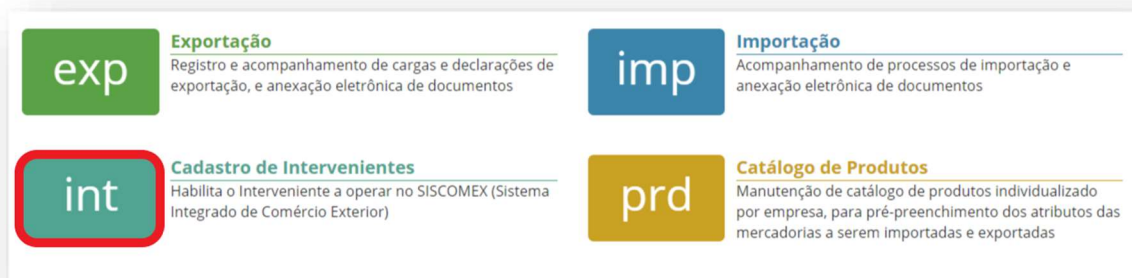 exp
Exportação
Registro e acompanhamento de cargas e declarações de
exportação, e anexação eletrônica de documentos
imp
Importação
Acompanhamento de processos de importação e
anexação eletrônica de documentos
int
Cadastro de Intervenientes
Habilita o Interveniente a operar no SISCOMEX (Sistema
Integrado de Comércio Exterior)
prd
Catálogo de Produtos
Manutenção de catálogo de produtos individualizado
por empresa, para pré-preenchimento dos atributos das
mercadorias a serem importadas e exportadas